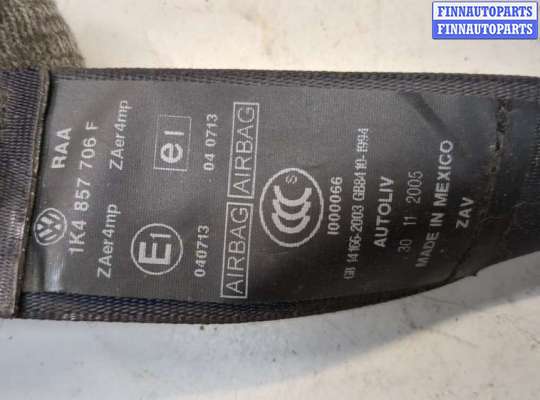 FINNAUTOPARTS
FINNAUTOPARTS
RAA
1K4 857 706 F
ZAer4mp
ZAer4mp
e1
E1
04 0713
040713
AIRBAG AIRBAG
CCC S
1000066
GB 14166-2003 GB8410-1994
AUTOLIV
30 11 2005
MADE IN MEXICO
ZAV